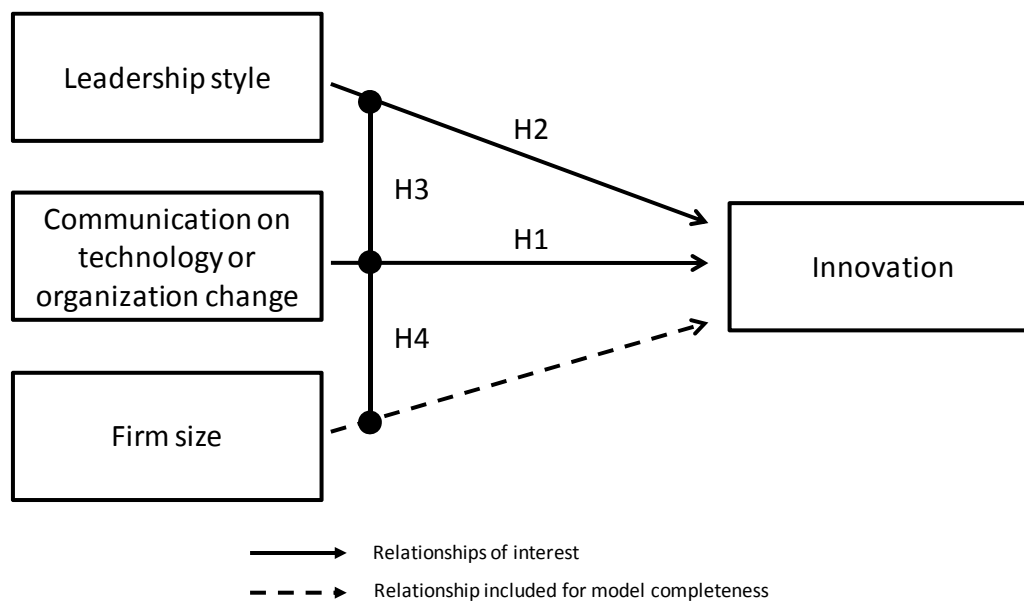 Leadership style
H2
H3
Communication on
technology or
organization change
H1
Innovation
H4
Firm size
Relationships of interest
Relationship included for model completeness